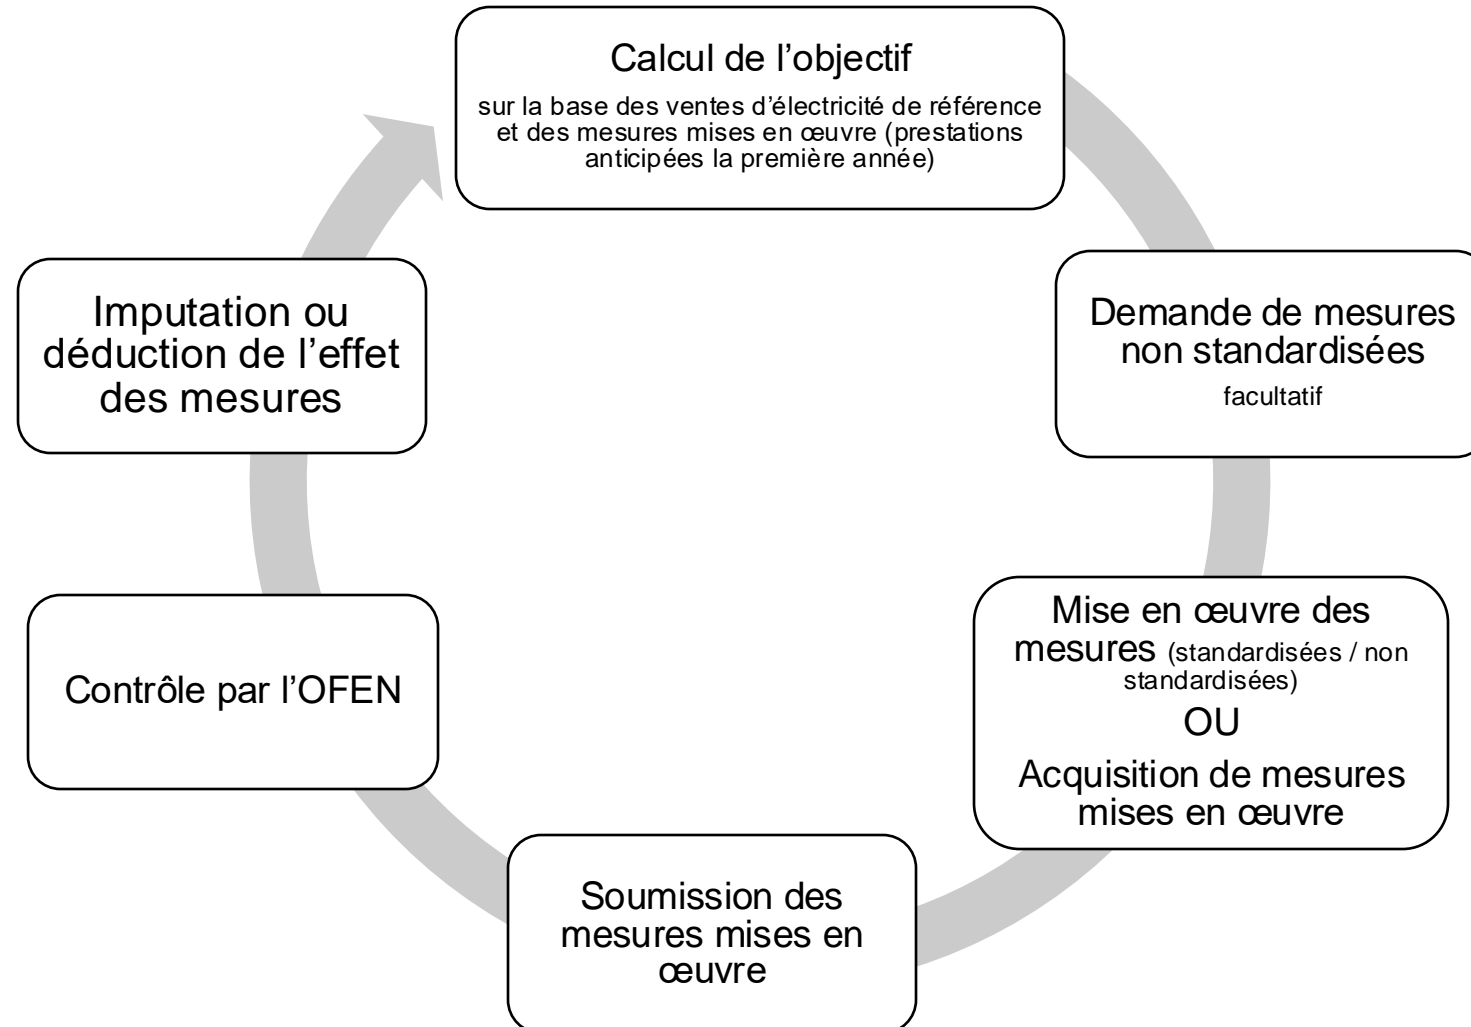 Calcul de l’objectif
sur la base des ventes d’électricité de référence
et des mesures mises en œuvre (prestations
anticipées la première année)
Demande de mesures
non standardisées
facultatif
Mise en œuvre des
mesures (standardisées / non
standardisées)
OU
Acquisition de mesures
mises en œuvre
Soumission des
mesures mises en
œuvre
Contrôle par l’OFEN
Imputation ou
déduction de l’effet
des mesures